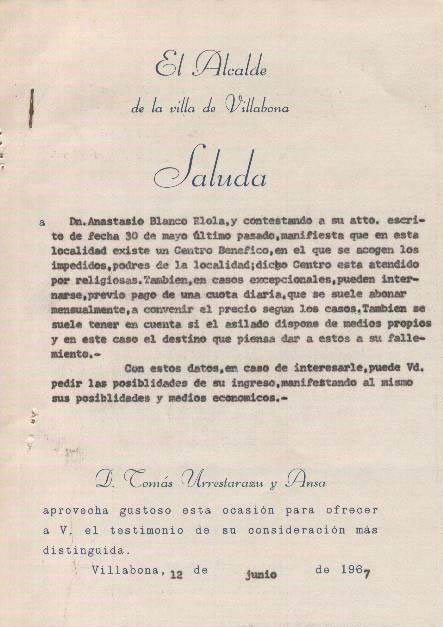 El Alcalde
de la villa de Villabona
Saluda
a Dn.Anastasio Blanco Elola,y contestando a su atto. escri-
to de fecha 30 de mayo último pasado,manifiesta que en esta
localidad existe un Centro Benefico,en el que se acogen los
impedidos,podres de la localidad;dicho Centro esta atendido
por religiosas.Tambien,en casos excepcionales,pueden inter-
narse,previo pago de una cuota diaria,que se suele abonar
mensualmente,a convenir el precio segun los casos.Tambien se
suele tener en cuenta si el asilado dispone de medios propios
y en este caso el destino que piensa dar a estos a su falle-
miento.-
Con estos datos,en caso de interesarle,puede Vd.
pedir las posiblidades de su ingreso,manifestando al mismo
sus posiblidades y medios economicos.-
D. Tomás Urrestarazu y Ansa
aprovecha gustoso esta ocasión para ofrecer
a V. el testimonio de su consideración más
distinguida.
Villabona, 12 de junio de 1967